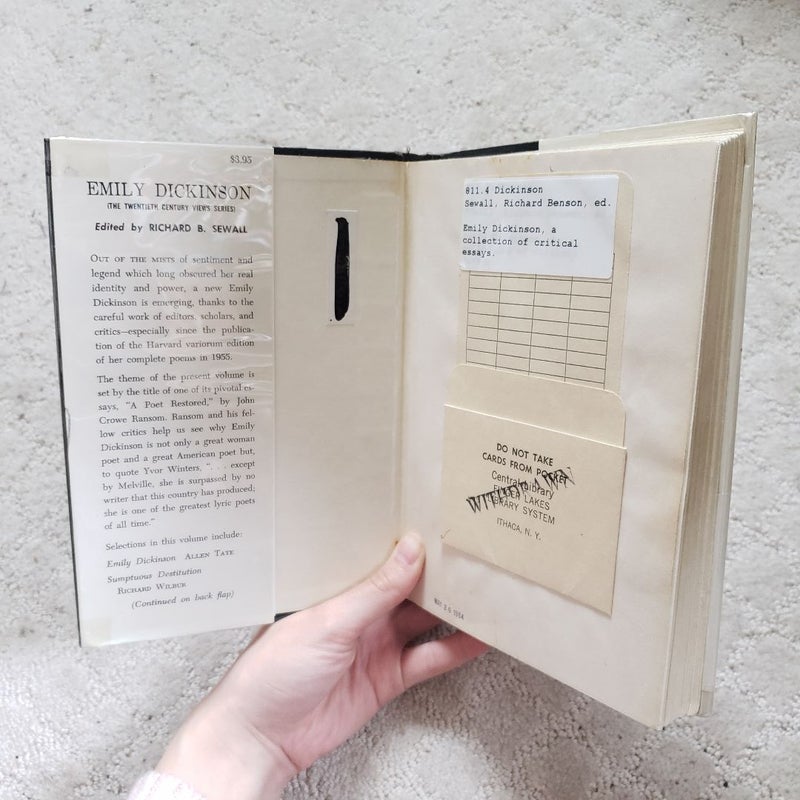 $3.95
EMILY DICKINSON
(THE TWENTIETH CENTURY VIEWS SERIES)
Edited by RICHARD B. SEWALL
OUT OF THE MISTS of sentiment and
legend which long obscured her real
identity and power, a new Emily
Dickinson is emerging, thanks to the
careful work of editors, scholars, and
critics—especially since the publica-
tion of the Harvard variorum edition
of her complete poems in 1955.
The theme of the present volume is
set by the title of one of its pivotal es-
says, "A Poet Restored," by John
Crowe Ransom. Ransom and his fel-
low critics help us see why Emily
Dickinson is not only a great woman
poet and a great American poet but,
to quote Yvor Winters, ". . . except
by Melville, she is surpassed by no
writer that this country has produced;
she is one of the greatest lyric poets
of all time."
Selections in this volume include:
Emily Dickinson ALLEN TATE
Sumptuous Destitution
RICHARD WILBUR
(Continued on back flap)
811.4 Dickinson
Sewall, Richard Benson, ed.
Emily Dickinson, a
collection of critical
essays.
DO NOT TAKE
CARDS FROM POCKET
Central Library
FINGER LAKES
LIBRARY SYSTEM
ITHACA, N. Y.
WITHDRAWN
MAY 20 1964